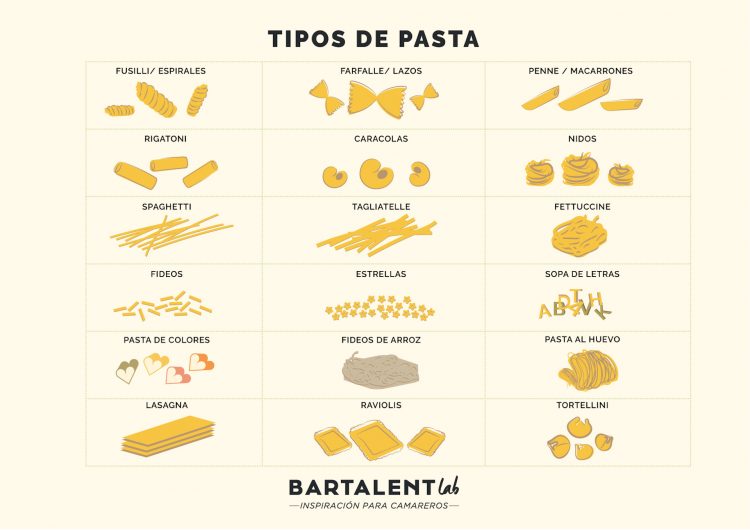 TIPOS DE PASTA
FUSILLI/ ESPIRALES
FARFALLE/ LAZOS
PENNE / MACARRONES
RIGATONI
CARACOLAS
NIDOS
SPAGHETTI
TAGLIATELLE
FETTUCCINE
FIDEOS
ESTRELLAS
SOPA DE LETRAS
A B D T H V K
PASTA DE COLORES
FIDEOS DE ARROZ
PASTA AL HUEVO
LASAGNA
RAVIOLIS
TORTELLINI
BARTALENT lab
INSPIRACIÓN PARA CAMAREROS